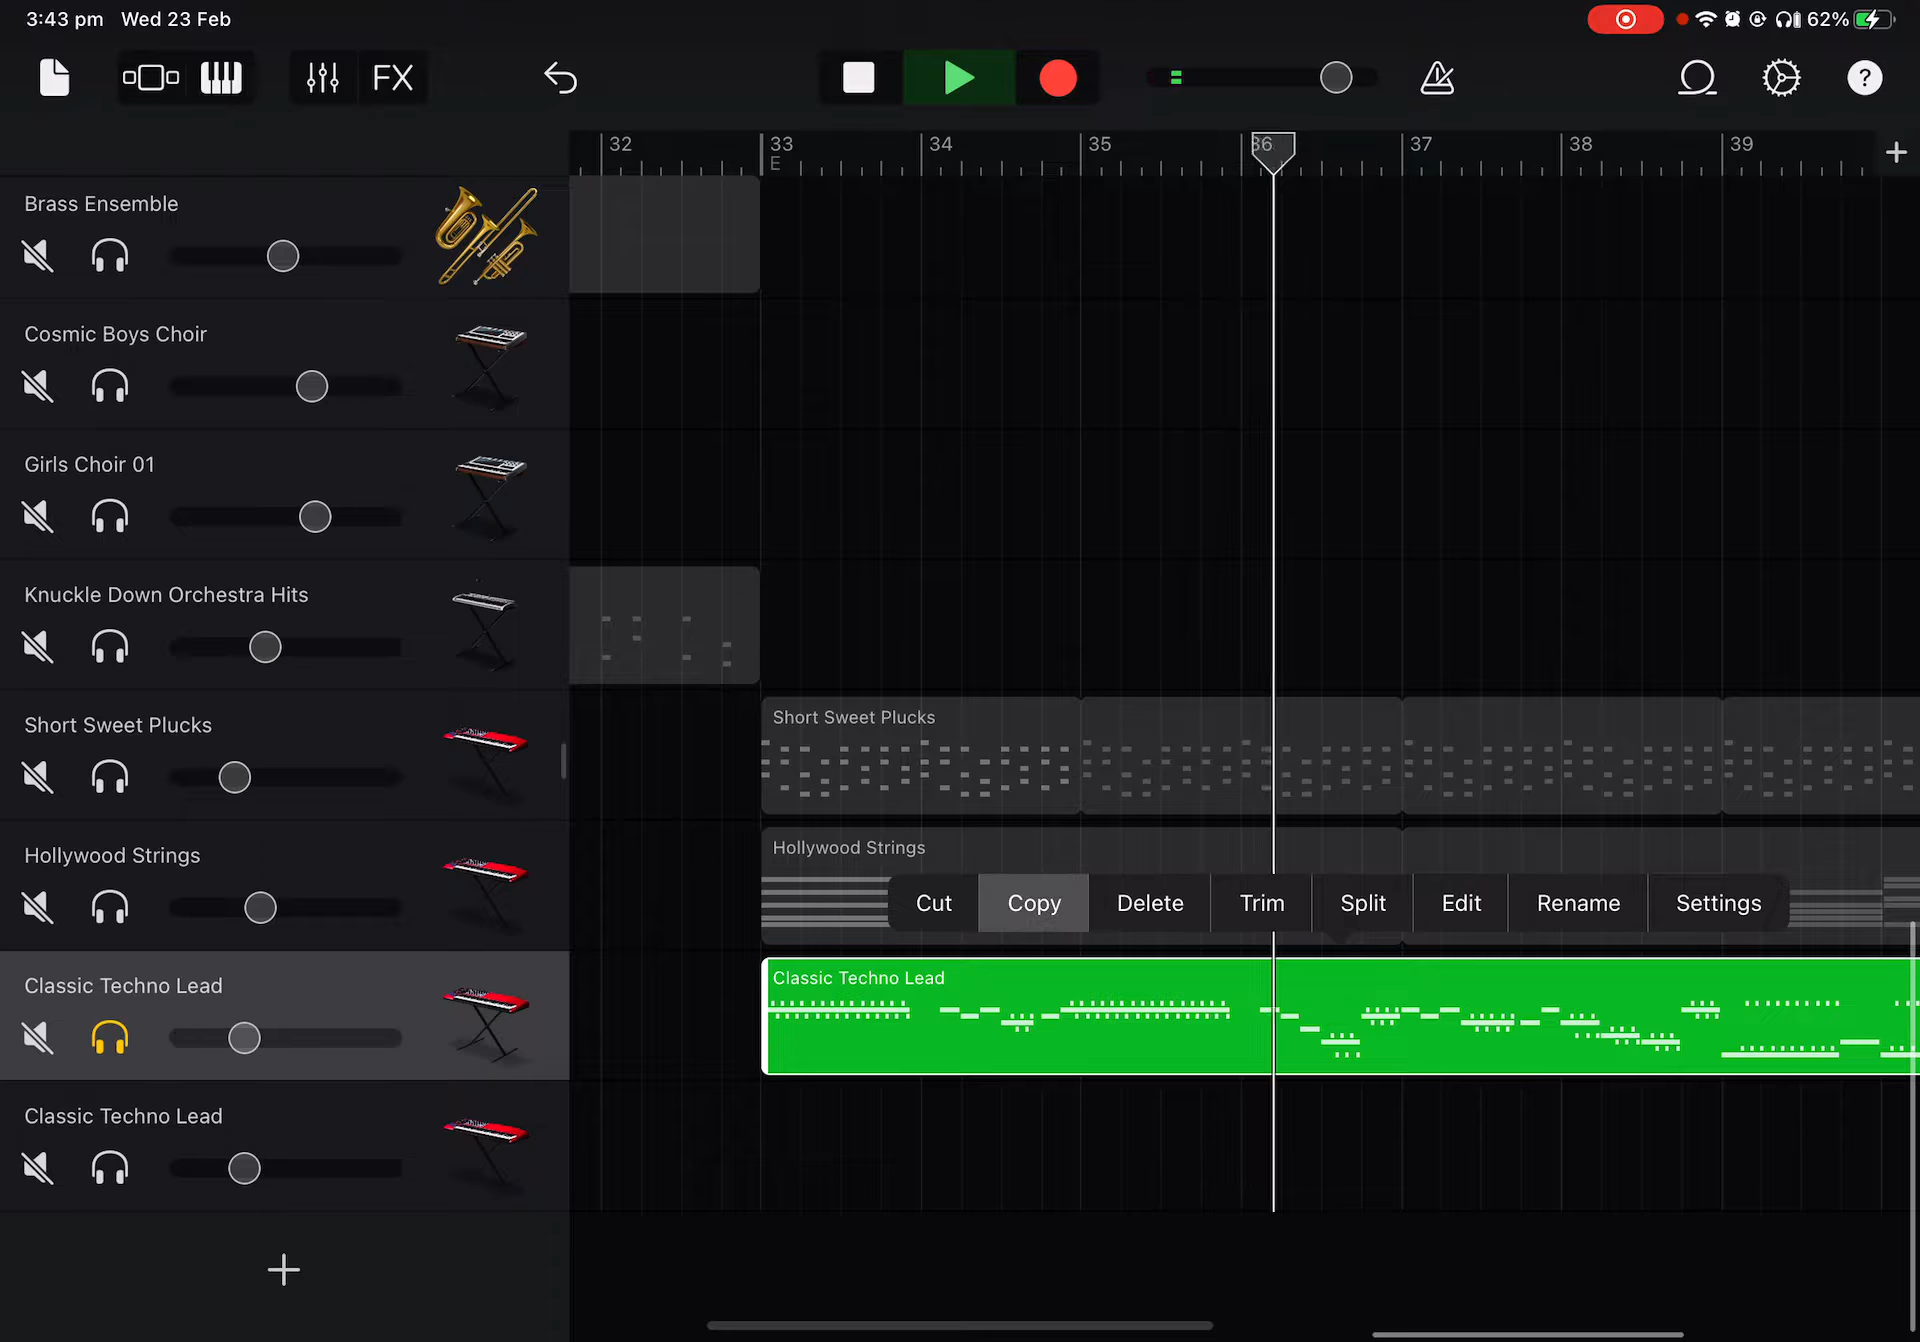 3:43 pm Wed 23 Feb
62%
FX
?
32 33 34 35 36 37 38 39
E
Brass Ensemble
Cosmic Boys Choir
Girls Choir 01
Knuckle Down Orchestra Hits
Short Sweet Plucks
Short Sweet Plucks
Hollywood Strings
Hollywood Strings
Cut Copy Delete Trim Split Edit Rename Settings
Classic Techno Lead
Classic Techno Lead
Classic Techno Lead